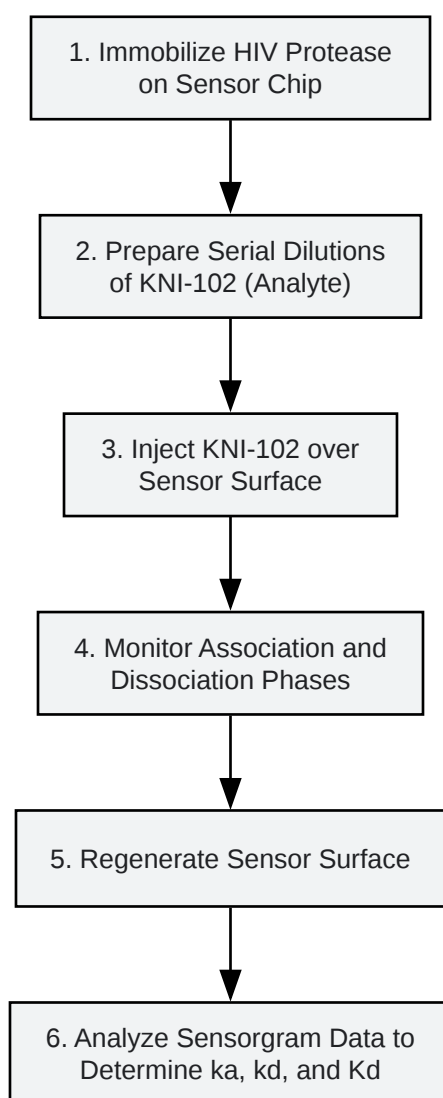 1. Immobilize HIV Protease
on Sensor Chip
2. Prepare Serial Dilutions
of KNI-102 (Analyte)
3. Inject KNI-102 over
Sensor Surface
4. Monitor Association and
Dissociation Phases
5. Regenerate Sensor Surface
6. Analyze Sensorgram Data to
Determine ka, kd, and Kd